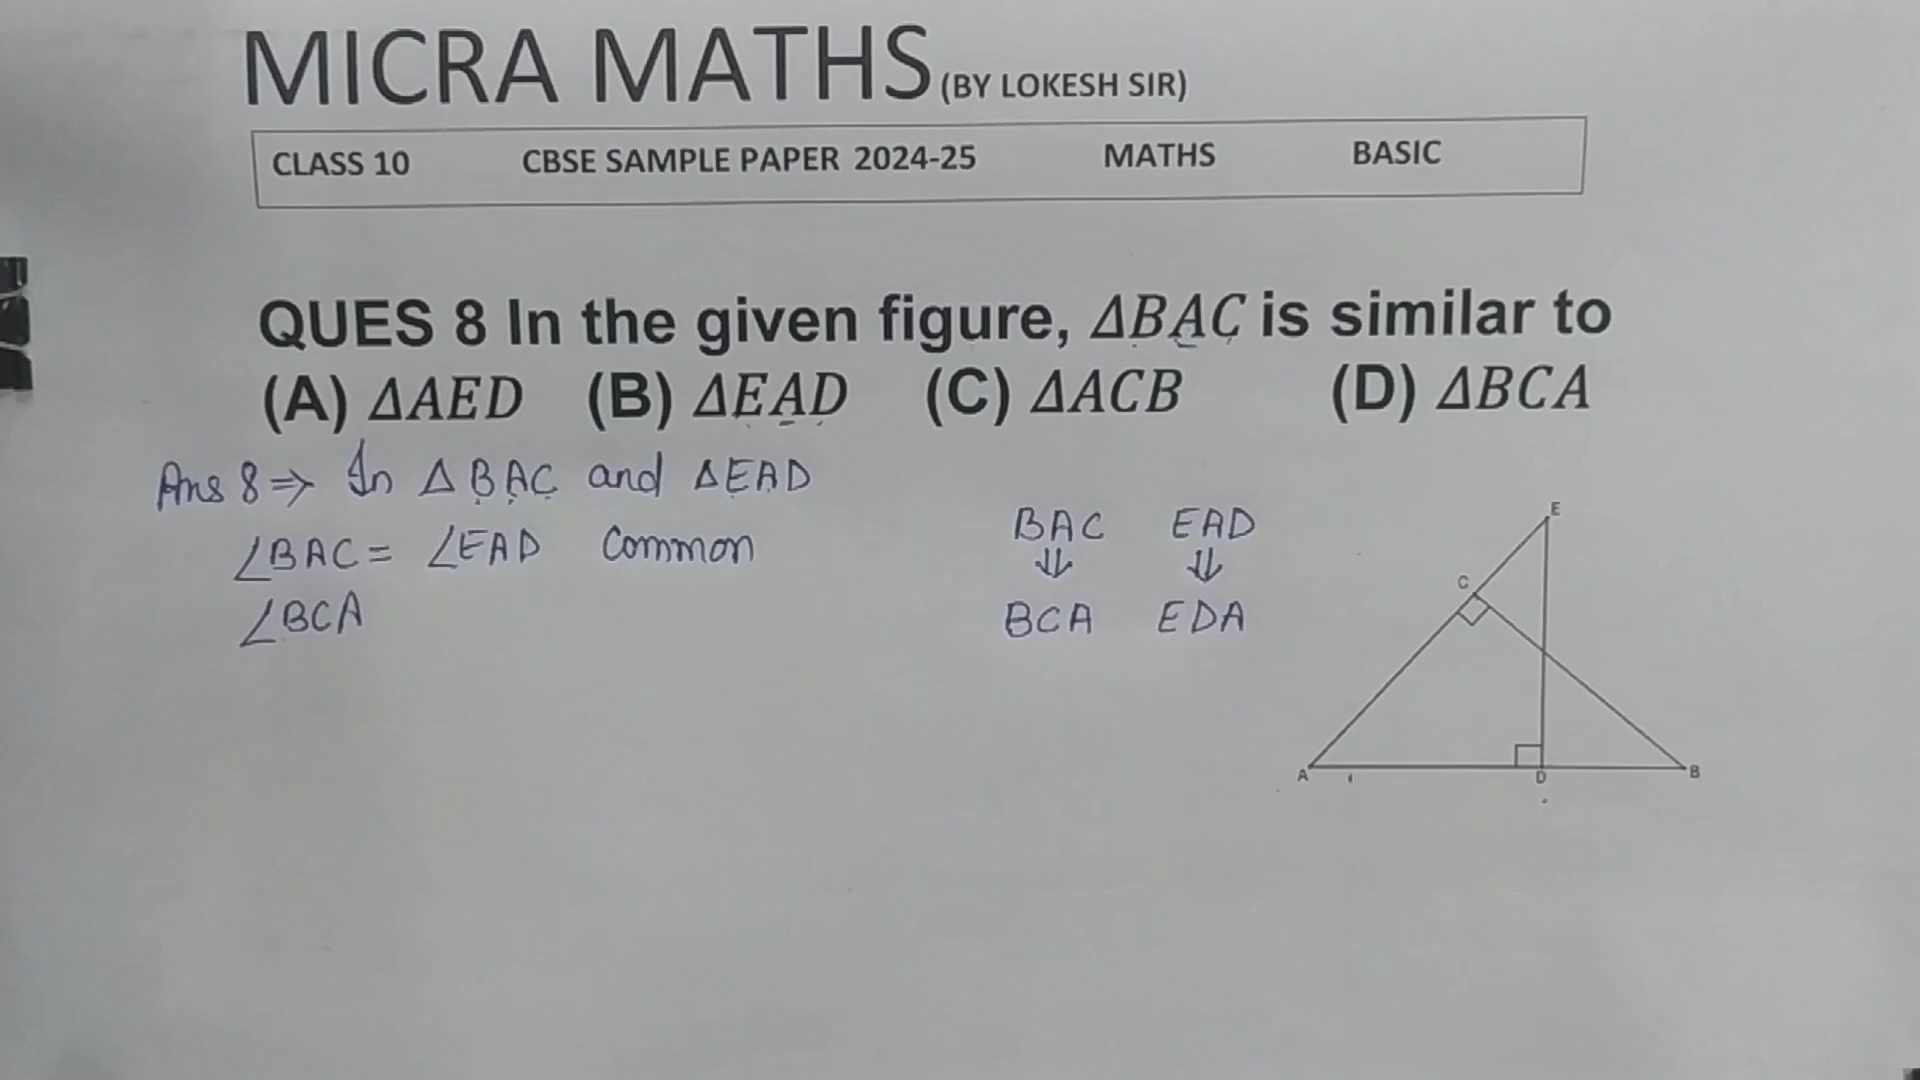 MICRA MATHS (BY LOKESH SIR)
CLASS 10 CBSE SAMPLE PAPER 2024-25 MATHS BASIC
QUES 8 In the given figure, ΔBAC is similar to
(A) ΔAED (B) ΔEAD (C) ΔACB (D) ΔBCA
Ans 8 ⇒ In Δ BAC and ΔEAD
∠BAC = ∠EAD Common
∠BCA
BAC EAD
⇓ ⇓
BCA EDA
E
C
A D B